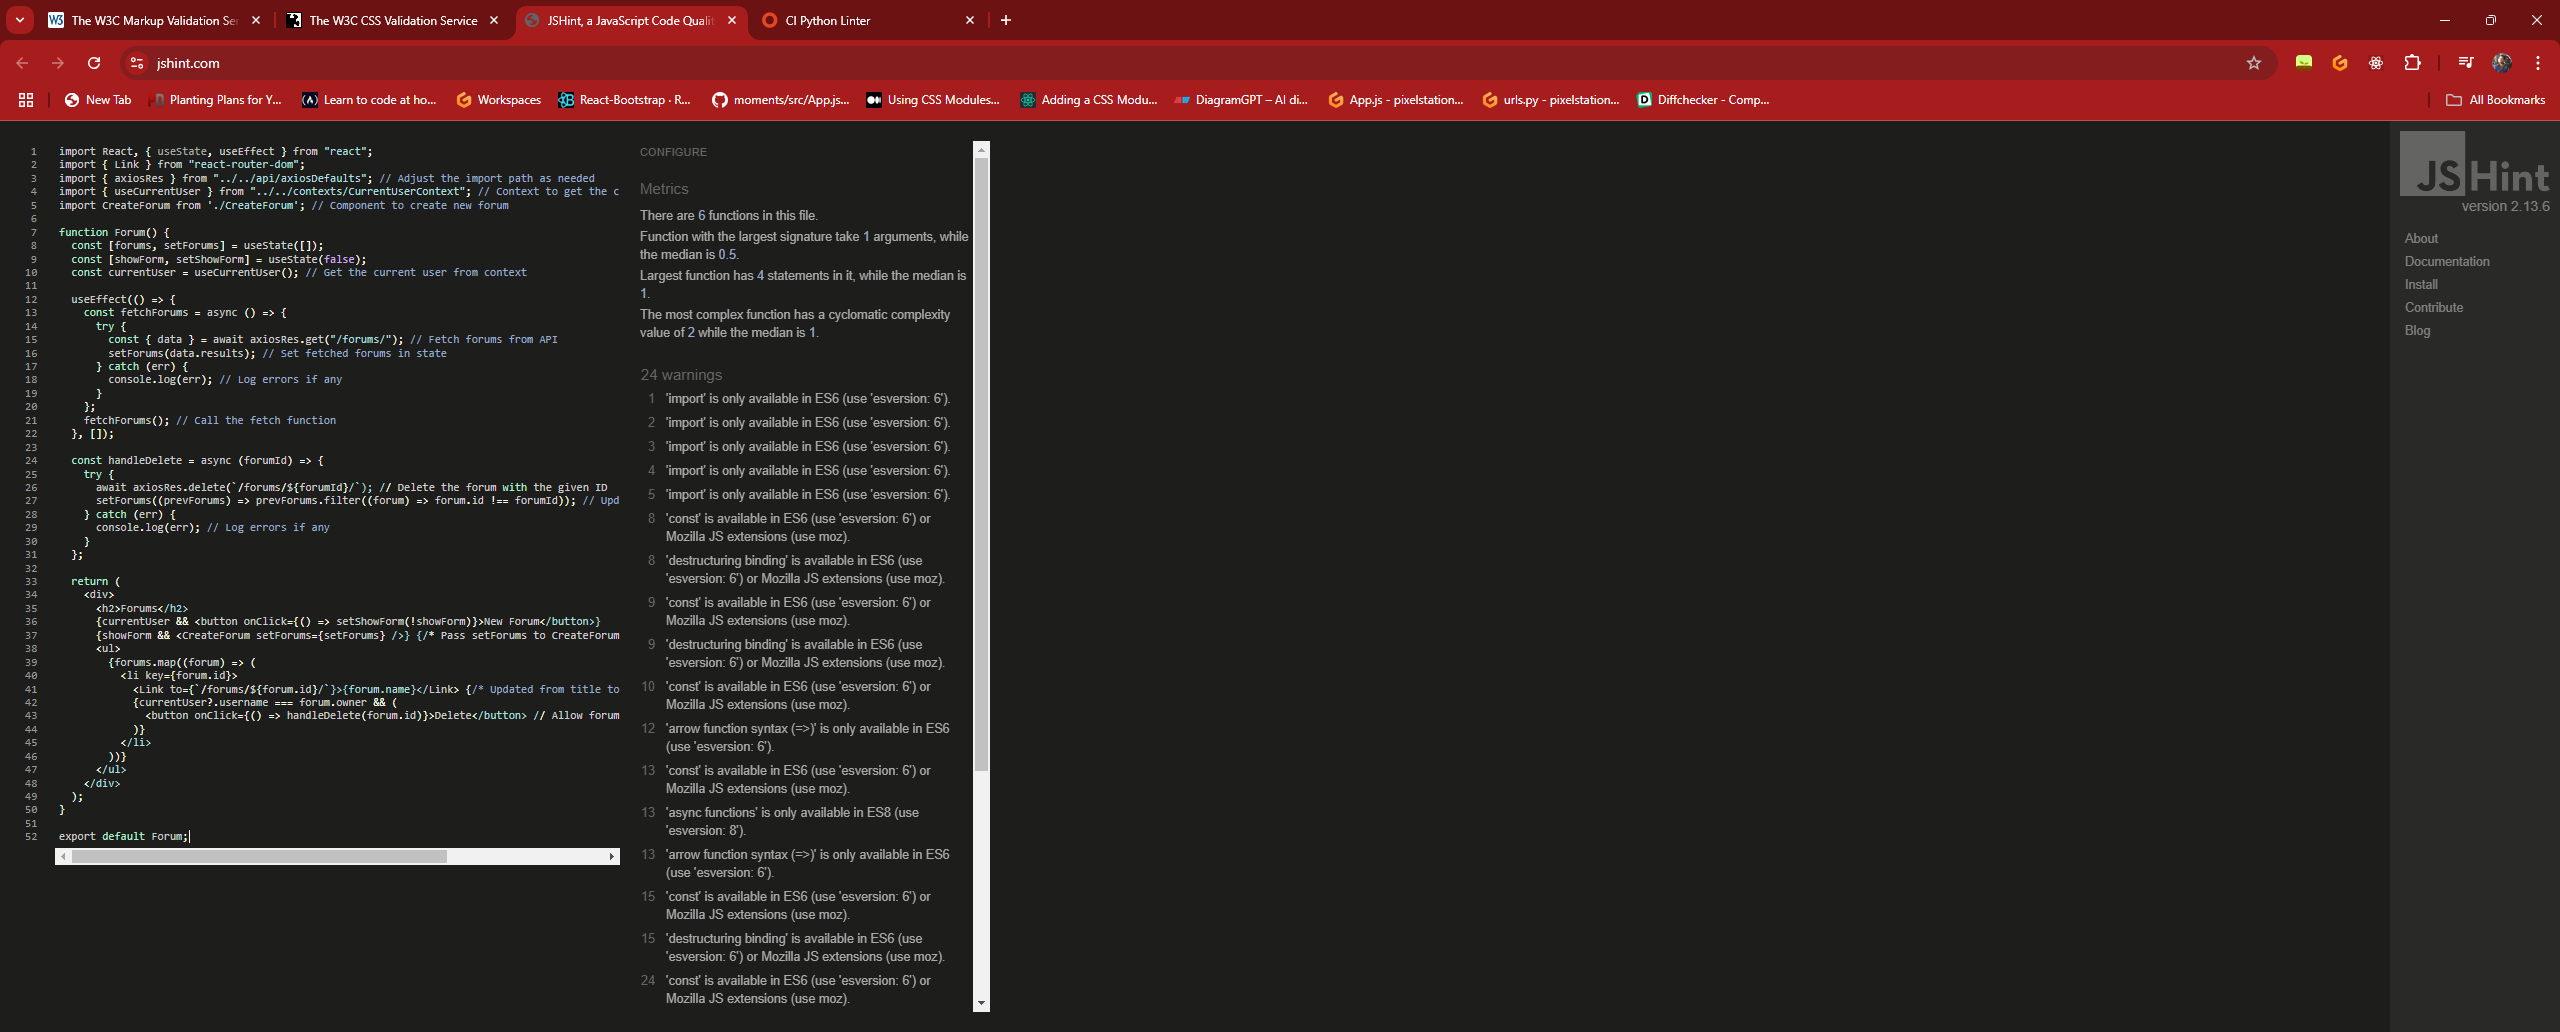 The W3C Markup Validation Se
The W3C CSS Validation Service
JSHint, a JavaScript Code Qualit
CI Python Linter
jshint.com
New Tab
Planting Plans for Y...
Learn to code at ho...
Workspaces
React-Bootstrap · R...
moments/src/App.js...
Using CSS Modules...
Adding a CSS Modu...
DiagramGPT – AI di...
App.js - pixelstation...
urls.py - pixelstation...
Diffchecker - Comp...
All Bookmarks
1 import React, { useState, useEffect } from "react";
2 import { Link } from "react-router-dom";
3 import { axiosRes } from "../../api/axiosDefaults"; // Adjust the import path as needed
4 import { useCurrentUser } from "../../contexts/CurrentUserContext"; // Context to get the c
5 import CreateForum from './CreateForum'; // Component to create new forum
6
7 function Forum() {
8 const [forums, setForums] = useState([]);
9 const [showForm, setShowForm] = useState(false);
10 const currentUser = useCurrentUser(); // Get the current user from context
11
12 useEffect(() => {
13 const fetchForums = async () => {
14 try {
15 const { data } = await axiosRes.get("/forums/"); // Fetch forums from API
16 setForums(data.results); // Set fetched forums in state
17 } catch (err) {
18 console.log(err); // Log errors if any
19 }
20 };
21 fetchForums(); // Call the fetch function
22 }, []);
23
24 const handleDelete = async (forumId) => {
25 try {
26 await axiosRes.delete(`/forums/${forumId}/`); // Delete the forum with the given ID
27 setForums((prevForums) => prevForums.filter((forum) => forum.id !== forumId)); // Upd
28 } catch (err) {
29 console.log(err); // Log errors if any
30 }
31 };
32
33 return (
34 <div>
35 <h2>Forums</h2>
36 {currentUser && <button onClick={() => setShowForm(!showForm)}>New Forum</button>}
37 {showForm && <CreateForum setForums={setForums} />} {/* Pass setForums to CreateForum
38 <ul>
39 {forums.map((forum) => (
40 <li key={forum.id}>
41 <Link to={`/forums/${forum.id}/`}>{forum.name}</Link> {/* Updated from title to
42 {currentUser?.username === forum.owner && (
43 <button onClick={() => handleDelete(forum.id)}>Delete</button> // Allow forum
44 )}
45 </li>
46 ))}
47 </ul>
48 </div>
49 );
50 }
51
52 export default Forum;
CONFIGURE
Metrics
There are 6 functions in this file.
Function with the largest signature take 1 arguments, while
the median is 0.5.
Largest function has 4 statements in it, while the median is
1.
The most complex function has a cyclomatic complexity
value of 2 while the median is 1.
24 warnings
1 'import' is only available in ES6 (use 'esversion: 6').
2 'import' is only available in ES6 (use 'esversion: 6').
3 'import' is only available in ES6 (use 'esversion: 6').
4 'import' is only available in ES6 (use 'esversion: 6').
5 'import' is only available in ES6 (use 'esversion: 6').
8 'const' is available in ES6 (use 'esversion: 6') or
Mozilla JS extensions (use moz).
8 'destructuring binding' is available in ES6 (use
'esversion: 6') or Mozilla JS extensions (use moz).
9 'const' is available in ES6 (use 'esversion: 6') or
Mozilla JS extensions (use moz).
9 'destructuring binding' is available in ES6 (use
'esversion: 6') or Mozilla JS extensions (use moz).
10 'const' is available in ES6 (use 'esversion: 6') or
Mozilla JS extensions (use moz).
12 'arrow function syntax (=>)' is only available in ES6
(use 'esversion: 6').
13 'const' is available in ES6 (use 'esversion: 6') or
Mozilla JS extensions (use moz).
13 'async functions' is only available in ES8 (use
'esversion: 8').
13 'arrow function syntax (=>)' is only available in ES6
(use 'esversion: 6').
15 'const' is available in ES6 (use 'esversion: 6') or
Mozilla JS extensions (use moz).
15 'destructuring binding' is available in ES6 (use
'esversion: 6') or Mozilla JS extensions (use moz).
24 'const' is available in ES6 (use 'esversion: 6') or
Mozilla JS extensions (use moz).
JSHint
version 2.13.6
About
Documentation
Install
Contribute
Blog